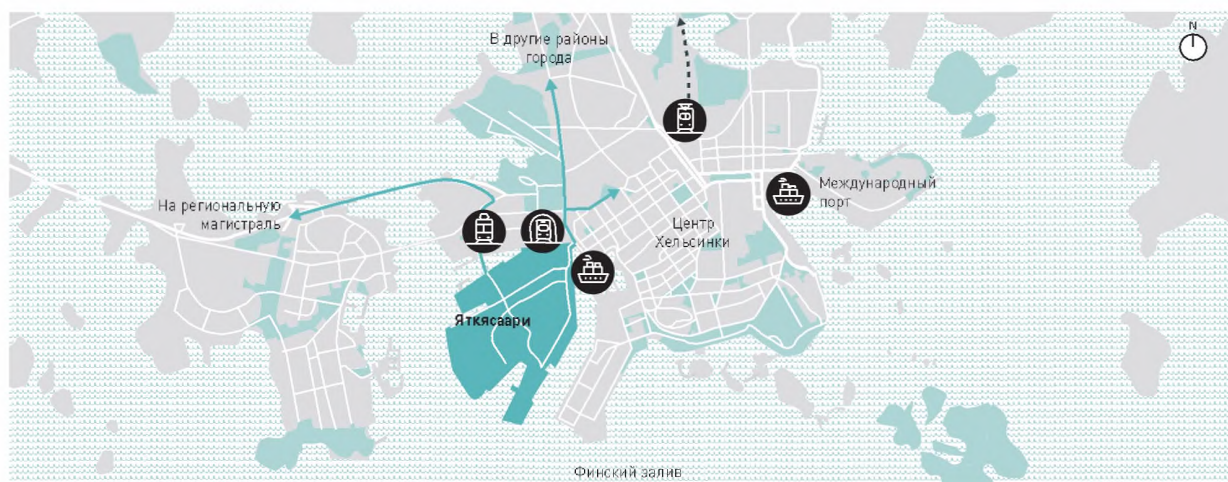 N
В другие районы
города
Международный
порт
На региональную
магистраль
Центр
Хельсинки
Яткясаари
Финский залив